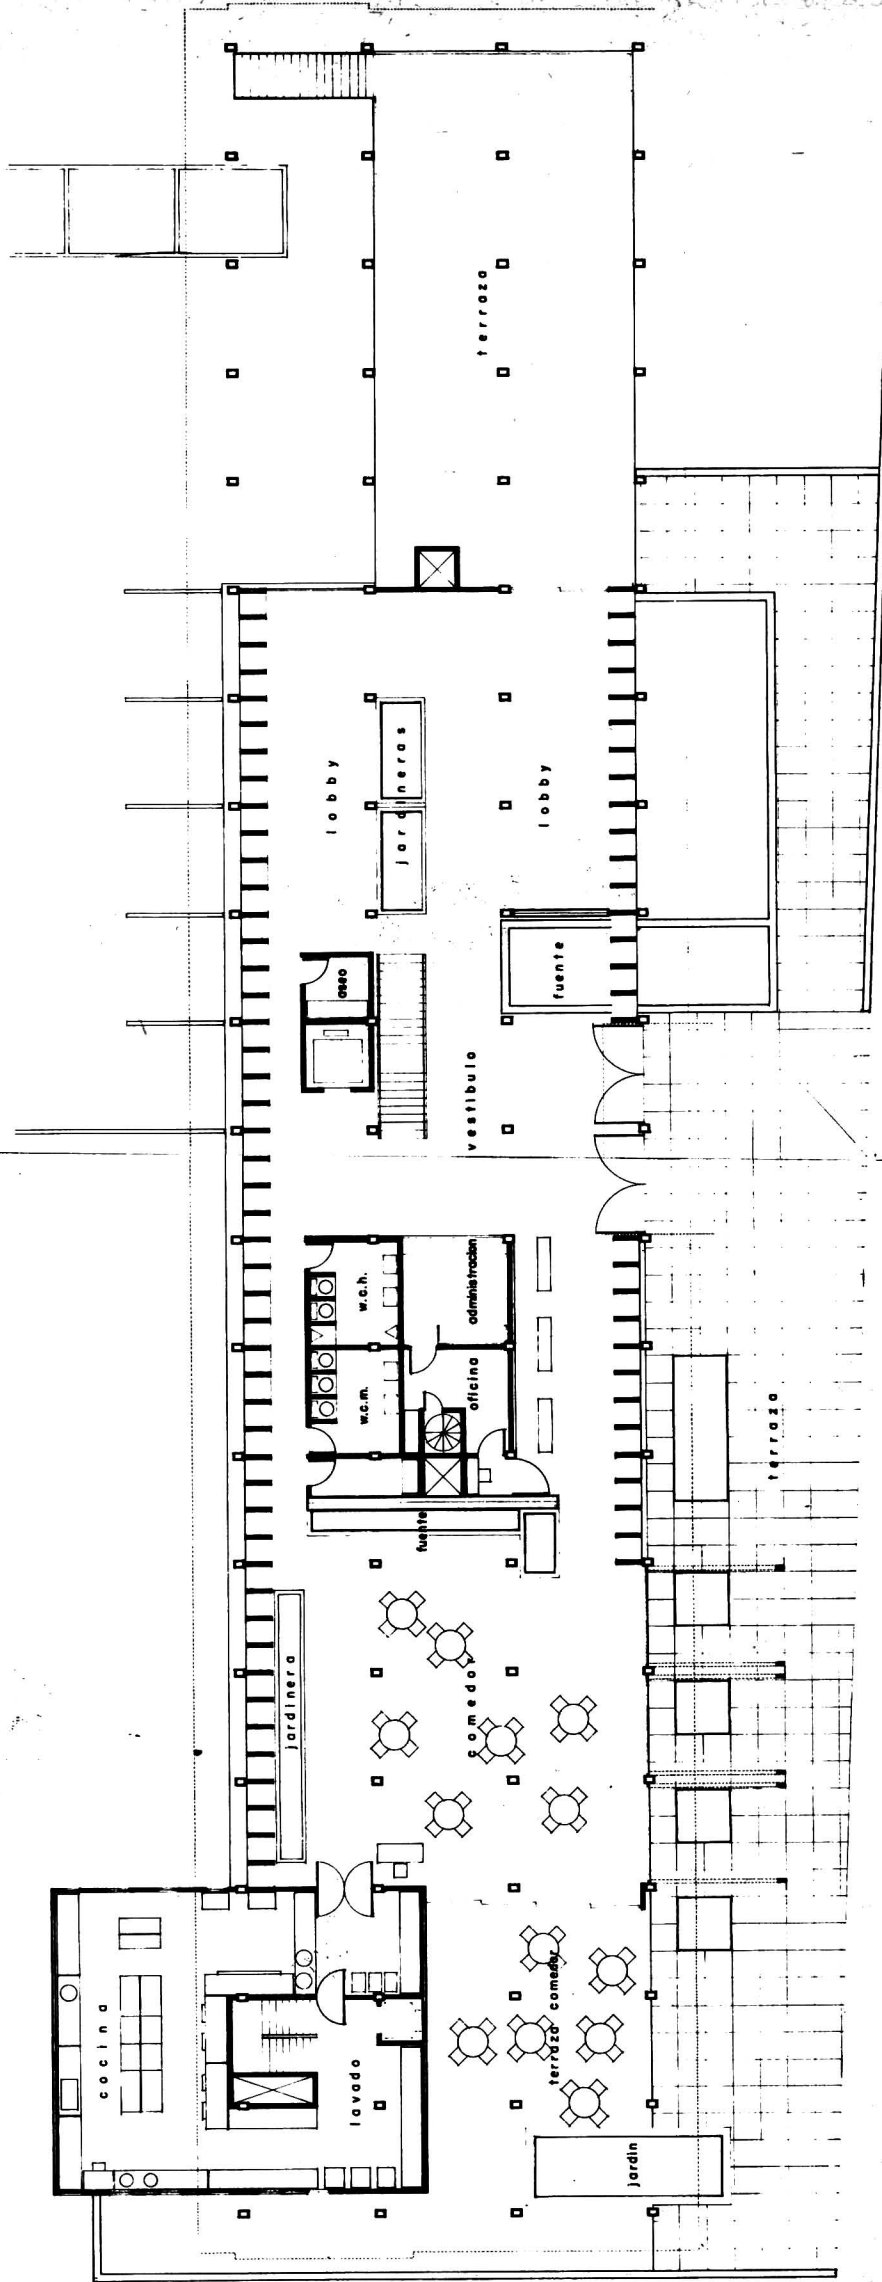 terraza
lobby
jardineras
lobby
aseo
fuente
vestibulo
w.c.h.
administracion
w.c.m.
oficina
terraza
fuente
jardinera
comedor
cocina
terraza comedor
lavado
jardin